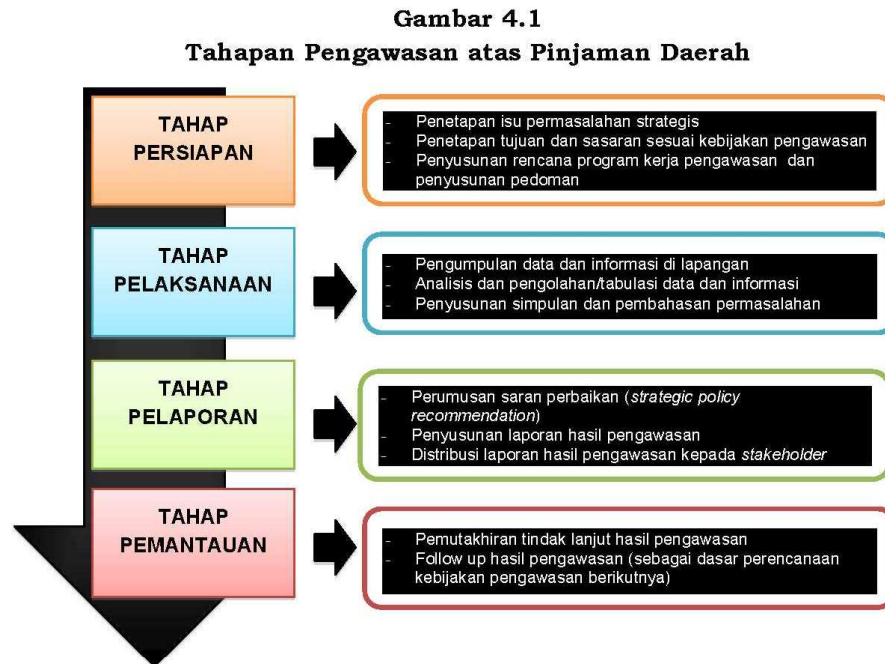 Gambar 4.1
Tahapan Pengawasan atas Pinjaman Daerah
TAHAP
PERSIAPAN
- Penetapan isu permasalahan strategis
- Penetapan tujuan dan sasaran sesuai kebijakan pengawasan
- Penyusunan rencana program kerja pengawasan dan
penyusunan pedoman
TAHAP
PELAKSANAAN
- Pengumpulan data dan informasi di lapangan
- Analisis dan pengolahan/tabulasi data dan informasi
- Penyusunan simpulan dan pembahasan permasalahan
TAHAP
PELAPORAN
- Perumusan saran perbaikan (strategic policy
recommendation)
- Penyusunan laporan hasil pengawasan
- Distribusi laporan hasil pengawasan kepada stakeholder
TAHAP
PEMANTAUAN
- Pemutakhiran tindak lanjut hasil pengawasan
- Follow up hasil pengawasan (sebagai dasar perencanaan
kebijakan pengawasan berikutnya)